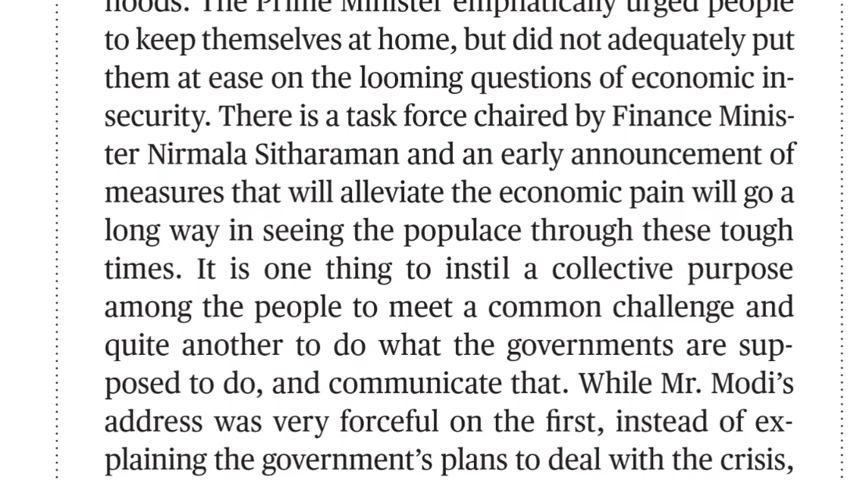 hoods. The Prime Minister emphatically urged people
to keep themselves at home, but did not adequately put
them at ease on the looming questions of economic in-
security. There is a task force chaired by Finance Minis-
ter Nirmala Sitharaman and an early announcement of
measures that will alleviate the economic pain will go a
long way in seeing the populace through these tough
times. It is one thing to instil a collective purpose
among the people to meet a common challenge and
quite another to do what the governments are sup-
posed to do, and communicate that. While Mr. Modi’s
address was very forceful on the first, instead of ex-
plaining the government’s plans to deal with the crisis,